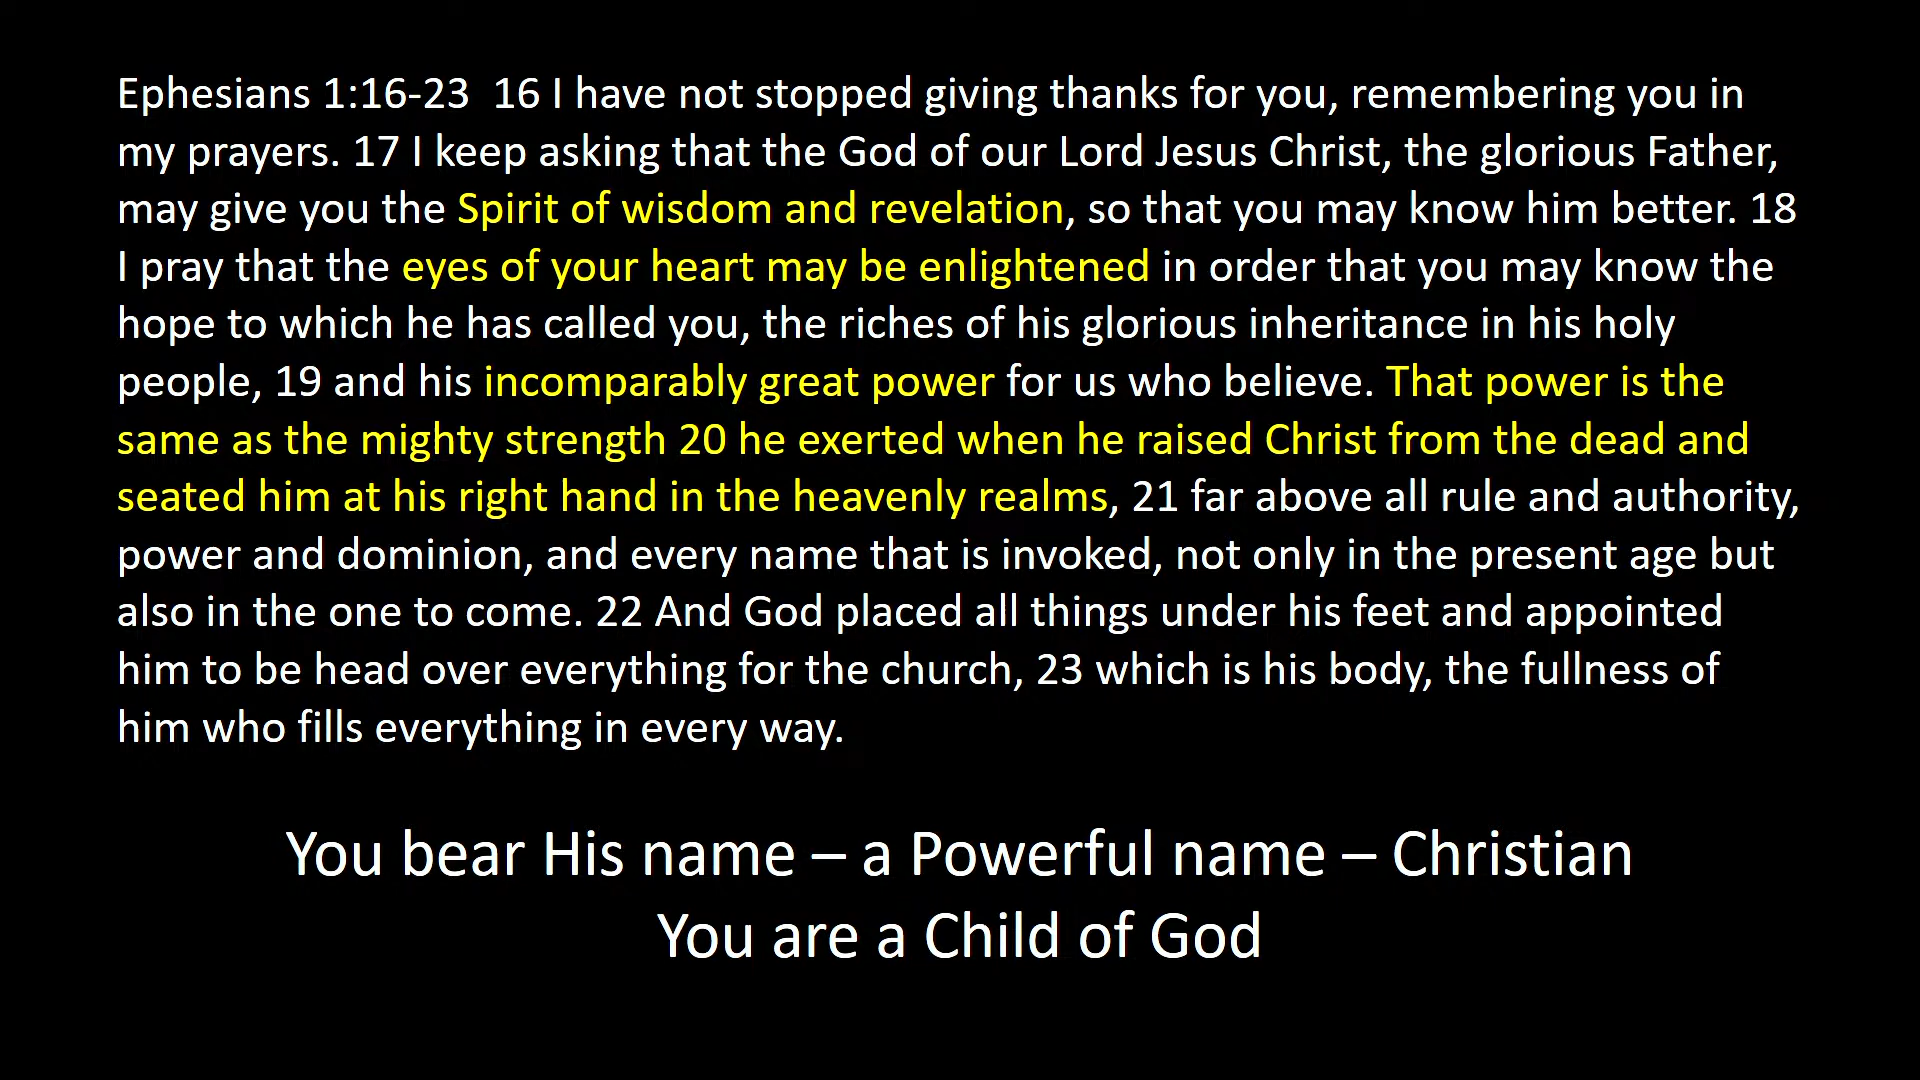 Ephesians 1:16-23  16 I have not stopped giving thanks for you, remembering you in
my prayers. 17 I keep asking that the God of our Lord Jesus Christ, the glorious Father,
may give you the Spirit of wisdom and revelation, so that you may know him better. 18
I pray that the eyes of your heart may be enlightened in order that you may know the
hope to which he has called you, the riches of his glorious inheritance in his holy
people, 19 and his incomparably great power for us who believe. That power is the
same as the mighty strength 20 he exerted when he raised Christ from the dead and
seated him at his right hand in the heavenly realms, 21 far above all rule and authority,
power and dominion, and every name that is invoked, not only in the present age but
also in the one to come. 22 And God placed all things under his feet and appointed
him to be head over everything for the church, 23 which is his body, the fullness of
him who fills everything in every way.
You bear His name – a Powerful name – Christian
You are a Child of God